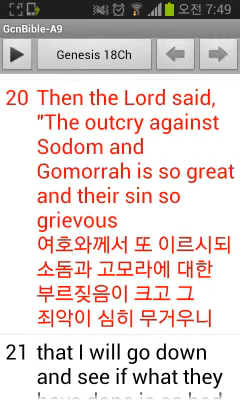 오전 7:49
GcnBible-A9
Genesis 18Ch
20 Then the Lord said,
"The outcry against
Sodom and
Gomorrah is so great
and their sin so
grievous
여호와께서 또 이르시되
소돔과 고모라에 대한
부르짖음이 크고 그
죄악이 심히 무거우니
21 that I will go down
and see if what they